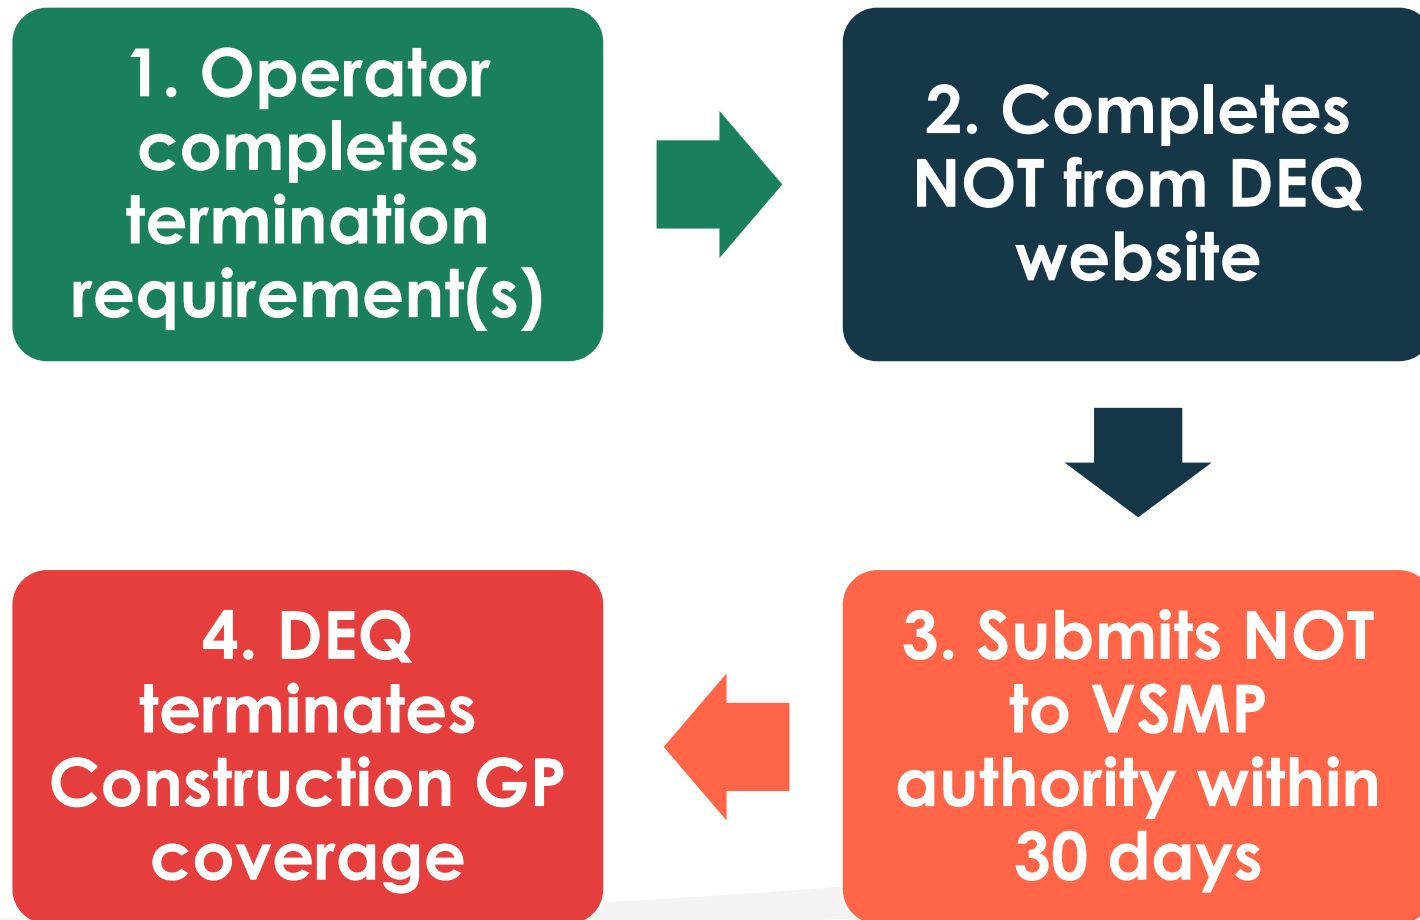 1. Operator
completes
termination
requirement(s)
2. Completes
NOT from DEQ
website
3. Submits NOT
to VSMP
authority within
30 days
4. DEQ
terminates
Construction GP
coverage